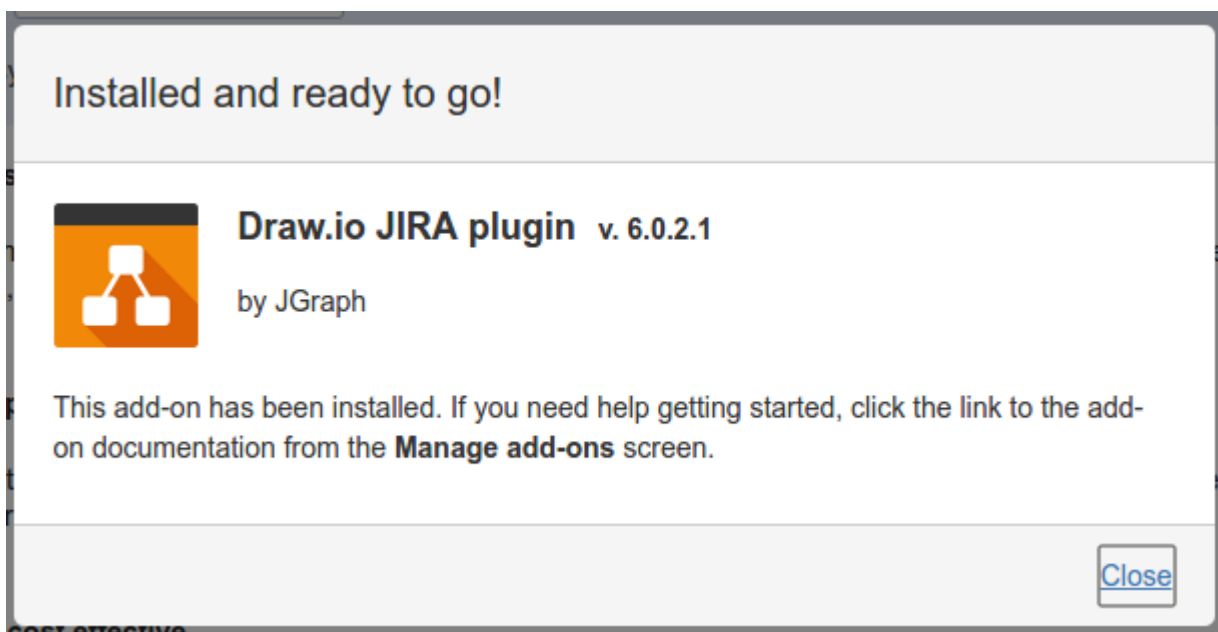 Installed and ready to go!
Draw.io JIRA plugin v. 6.0.2.1
by JGraph
This add-on has been installed. If you need help getting started, click the link to the add-
on documentation from the Manage add-ons screen.
Close
cost effective